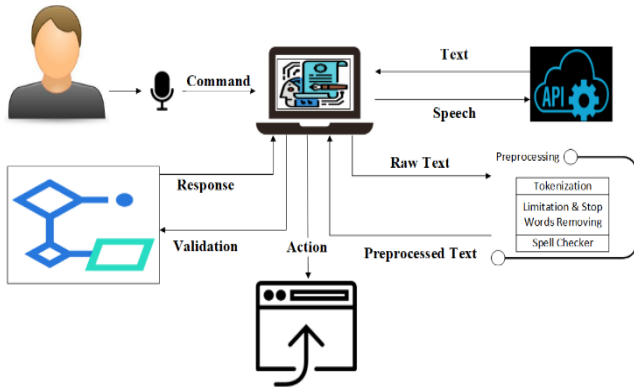 Command
Text
API
Speech
Response
Validation
Action
Raw Text
Preprocessed Text
Preprocessing
Tokenization
Limitation & Stop
Words Removing
Spell Checker